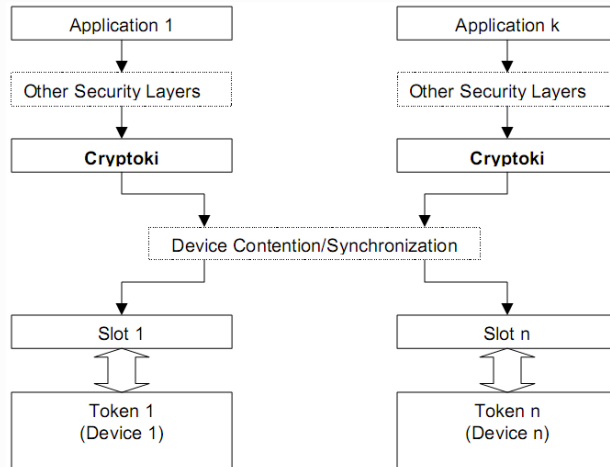 Application 1
Application k
Other Security Layers
Other Security Layers
Cryptoki
Cryptoki
Device Contention/Synchronization
Slot 1
Slot n
Token 1
(Device 1)
Token n
(Device n)